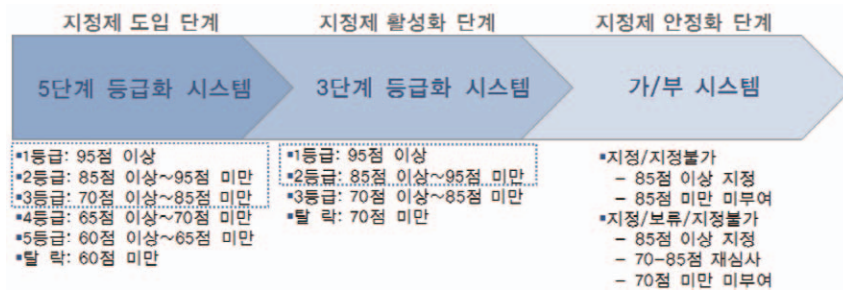 지정제 도입 단계
지정제 활성화 단계
지정제 안정화 단계
5단계 등급화 시스템
3단계 등급화 시스템
가/부 시스템
▪1등급: 95점 이상
▪2등급: 85점 이상~95점 미만
▪3등급: 70점 이상~85점 미만
▪4등급: 65점 이상~70점 미만
▪5등급: 60점 이상~65점 미만
▪탈 락: 60점 미만
▪1등급: 95점 이상
▪2등급: 85점 이상~95점 미만
▪3등급: 70점 이상~85점 미만
▪탈 락: 70점 미만
▪지정/지정불가
– 85점 이상 지정
– 85점 미만 미부여
▪지정/보류/지정불가
– 85점 이상 지정
– 70-85점 재심사
– 70점 미만 미부여